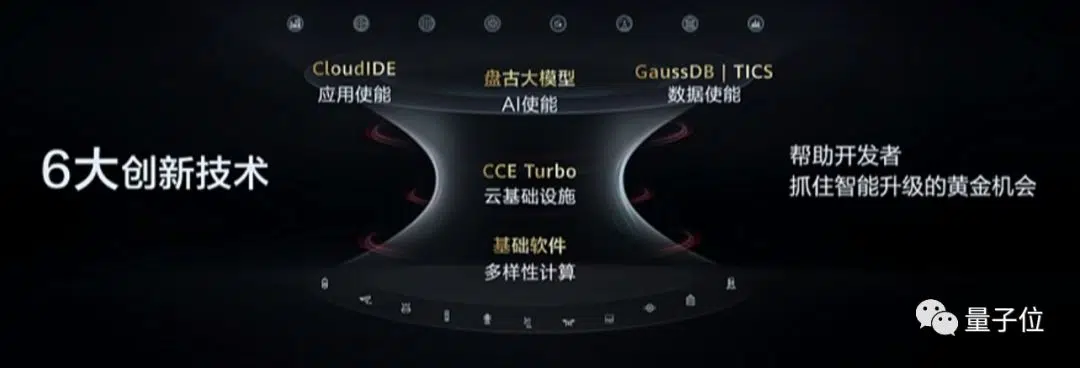 6大创新技术
CloudIDE
应用使能
盘古大模型
AI使能
GaussDB | TICS
数据使能
CCE Turbo
云基础设施
基础软件
多样性计算
帮助开发者
抓住智能升级的黄金机会
量子位